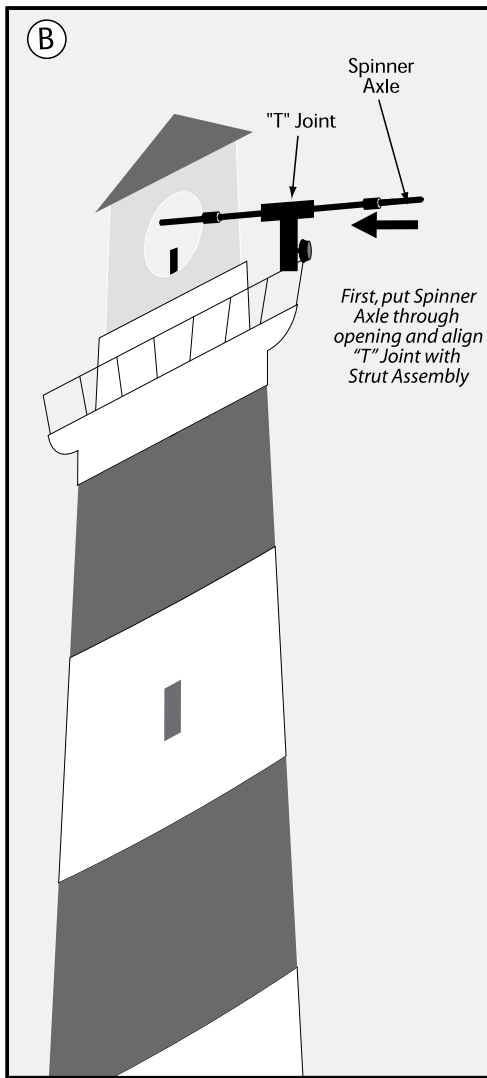 B
Spinner
Axle
"T" Joint
First, put Spinner
Axle through
opening and align
“T” Joint with
Strut Assembly